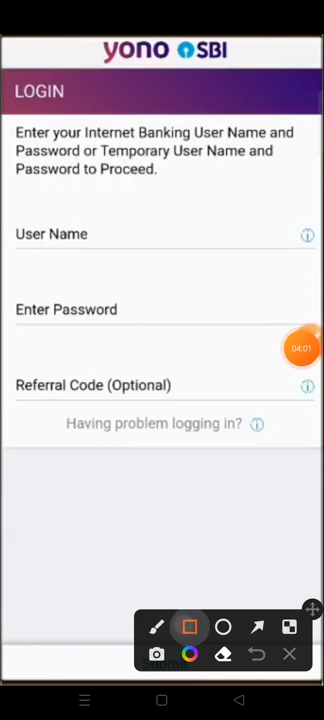 yono SBI
LOGIN
Enter your Internet Banking User Name and
Password or Temporary User Name and
Password to Proceed.
User Name
Enter Password
04:01
Referral Code (Optional)
Having problem logging in?